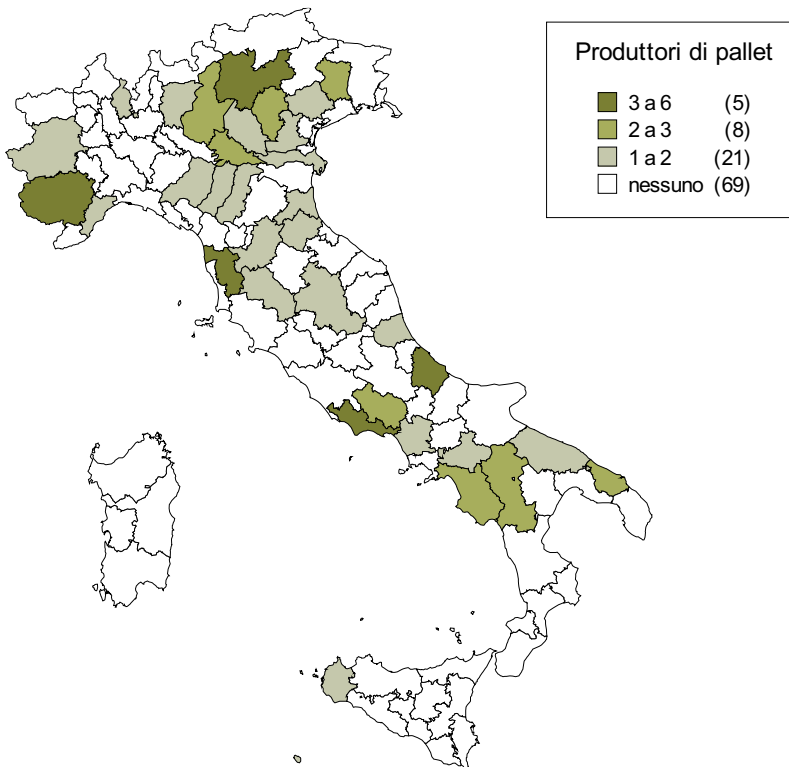 Produttori di pallet
3 a 6 (5)
2 a 3 (8)
1 a 2 (21)
nessuno (69)